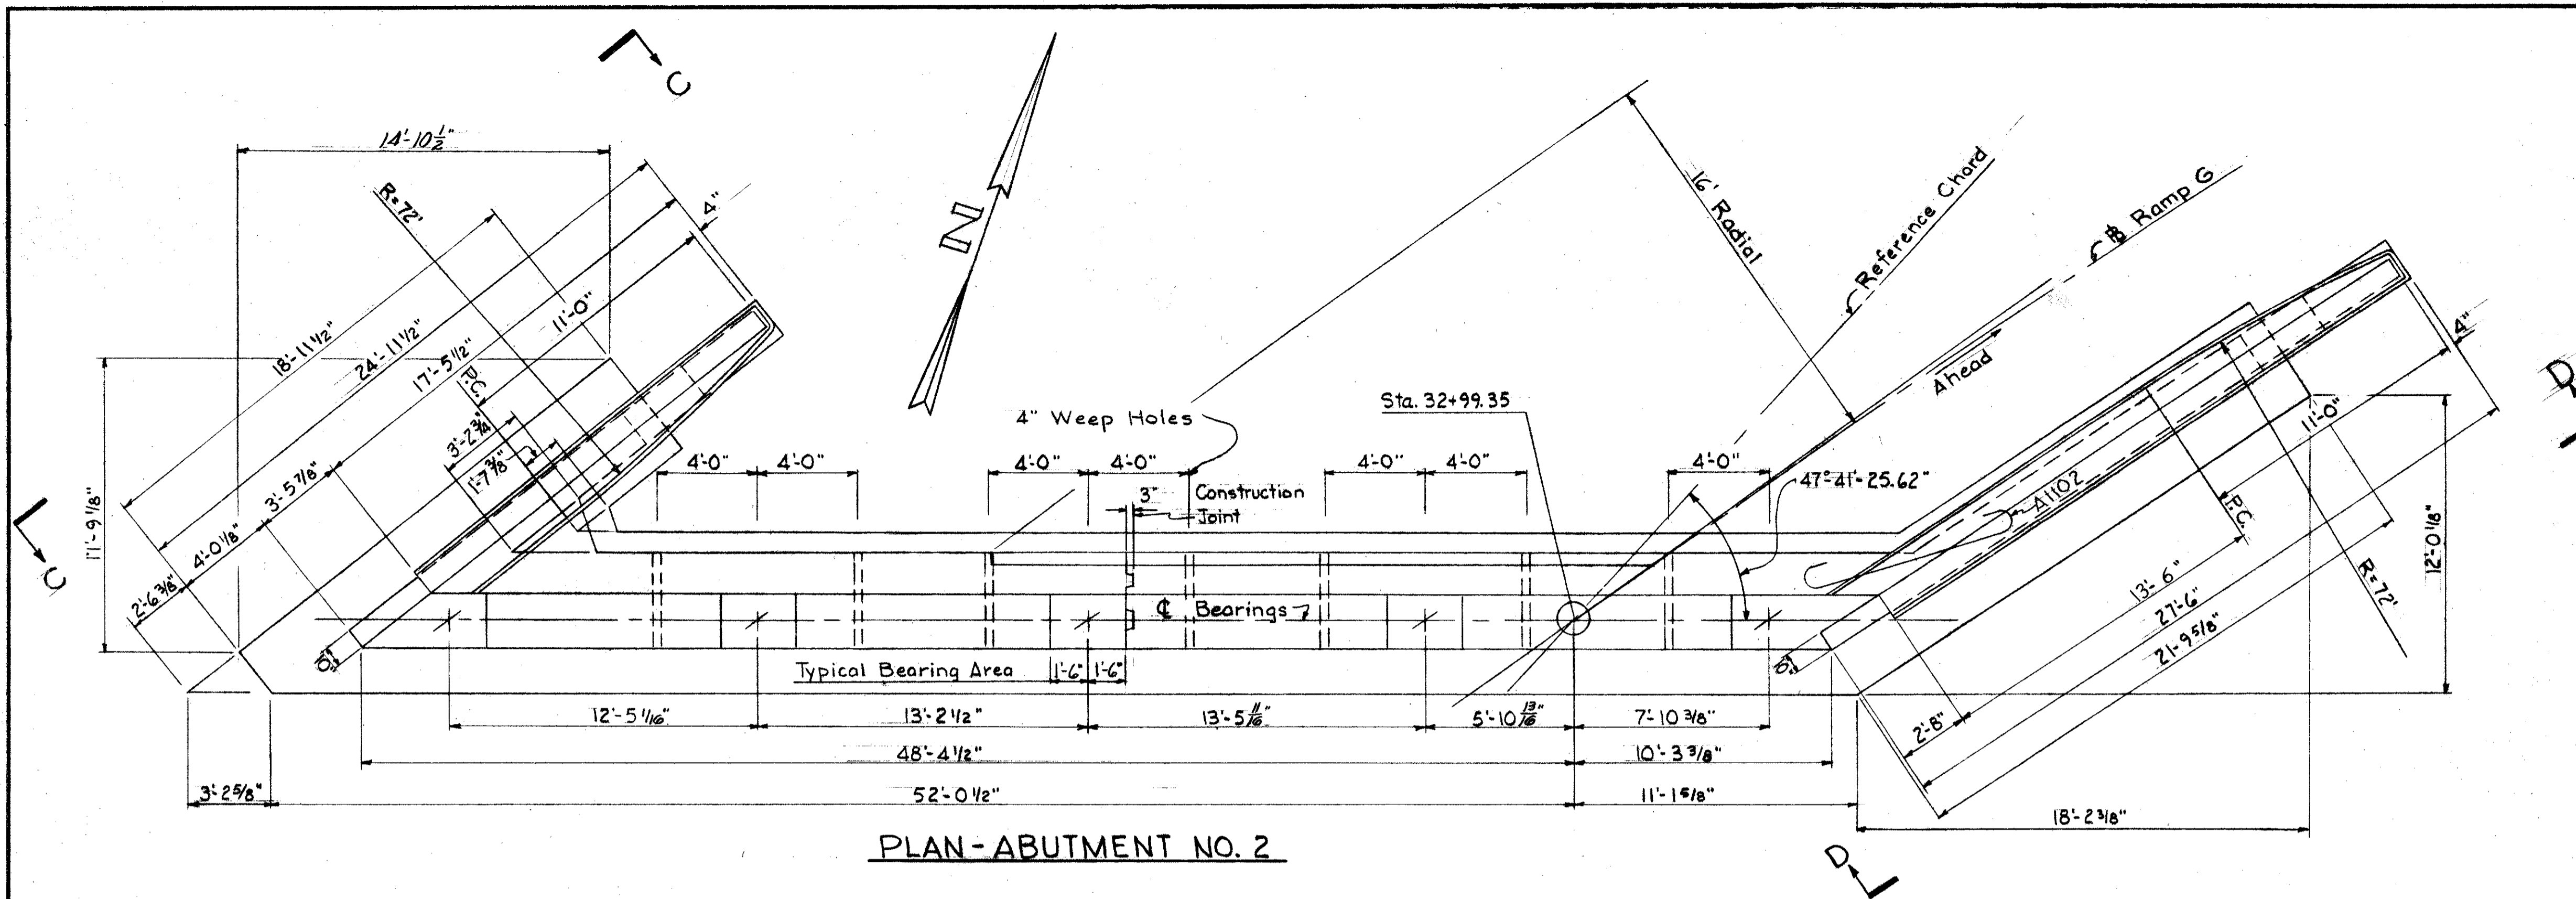 C
14'-10 1/2"
R=72'
4"
N
16' Radial
Reference Chord
℄ Ramp G
Ahead
18'-11 1/2"
24'-11 1/2"
17'-5 1/2"
11'-0"
P.C.
3'-2 3/4"
1'-7 3/8"
11'-9 1/8"
3'-5 7/8"
4'-0 1/8"
2'-6 3/8"
C
4" Weep Holes
Sta. 32+99.35
4'-0" 4'-0" 4'-0" 4'-0" 4'-0" 4'-0" 4'-0"
47°-41'-25.62"
3" Construction
Joint
A1102
4"
D
11'-0"
P.C.
R=72'
12'-0 1/8"
13'-6"
27'-6"
21'-9 5/8"
2'-8"
℄ Bearings
Typical Bearing Area 1'-6" 1'-6"
12'-5 1/16" 13'-2 1/2" 13'-5 11/16" 5'-10 13/16" 7'-10 3/8"
48'-4 1/2" 10'-3 3/8"
3'-2 5/8" 52'-0 1/2" 11'-1 5/8"
18'-2 3/8"
PLAN-ABUTMENT NO. 2
D